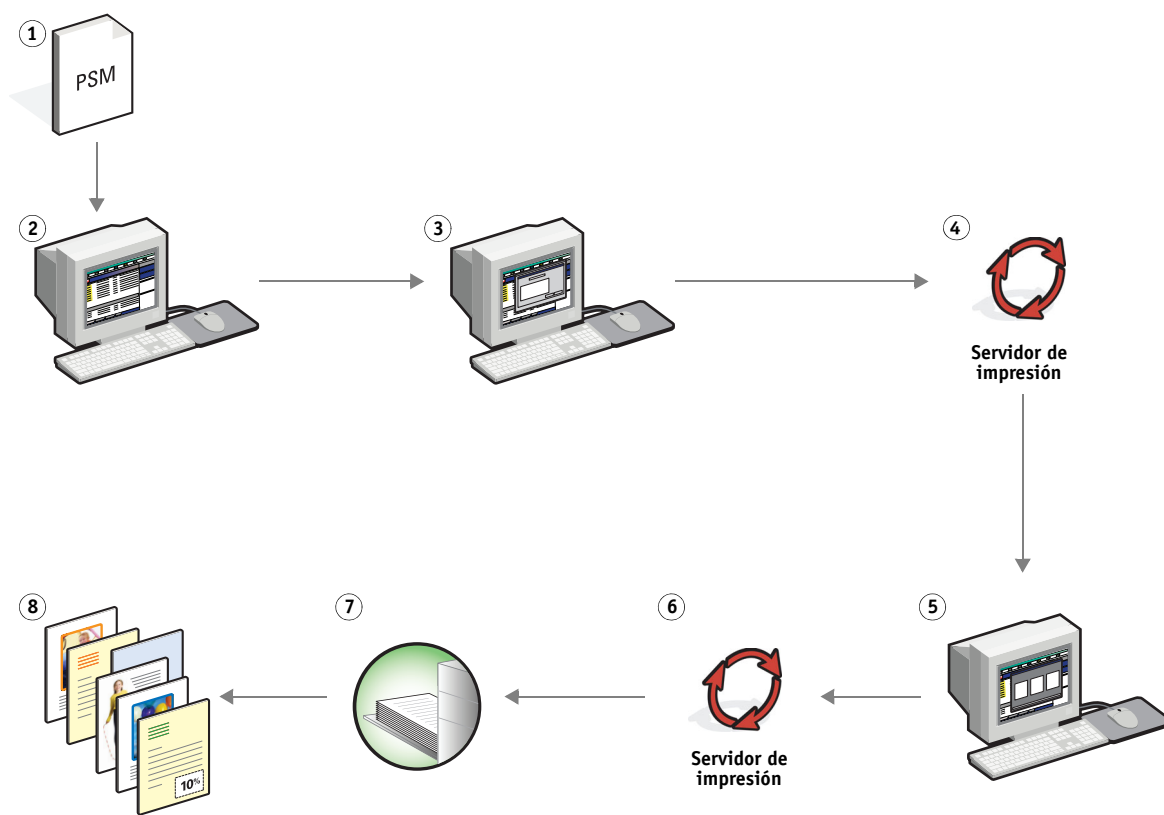 1
PSM
2
3
4
Servidor de
impresión
8
7
6
5
10%
Servidor de
impresión